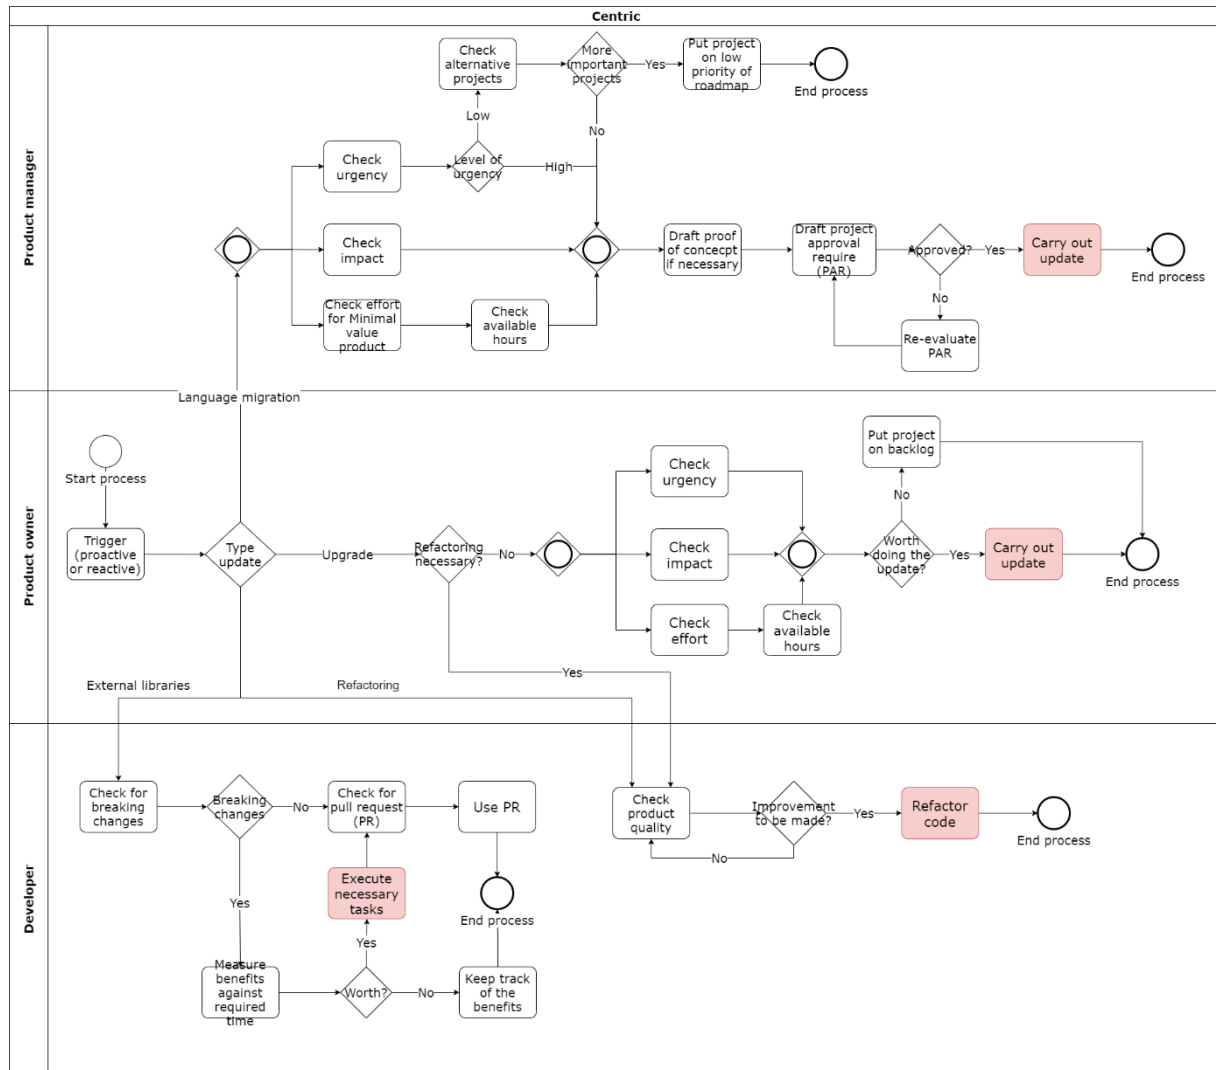 Centric
Product manager
Check
alternative
projects
More
important
projects
Yes
Put project
on low
priority of
roadmap
End process
Low
No
Check
urgency
Level of
urgency
High
Check
impact
Draft proof
of concecpt
if necessary
Draft project
approval
require
(PAR)
Approved?
Yes
Carry out
update
End process
No
Check effort
for Minimal
value
product
Check
available
hours
Re-evaluate
PAR
Language migration
Product owner
Start process
Trigger
(proactive
or reactive)
Type
update
Upgrade
Refactoring
necessary?
No
Check
urgency
Check
impact
Check
effort
Check
available
hours
Put project
on backlog
No
Worth
doing the
update?
Yes
Carry out
update
End process
Yes
External libraries
Refactoring
Developer
Check for
breaking
changes
Breaking
changes
No
Check for
pull request
(PR)
Use PR
Check
product
quality
Improvement
to be made?
Yes
Refactor
code
End process
No
Yes
Execute
necessary
tasks
End process
Yes
Measure
benefits
against
required
time
Worth?
No
Keep track
of the
benefits